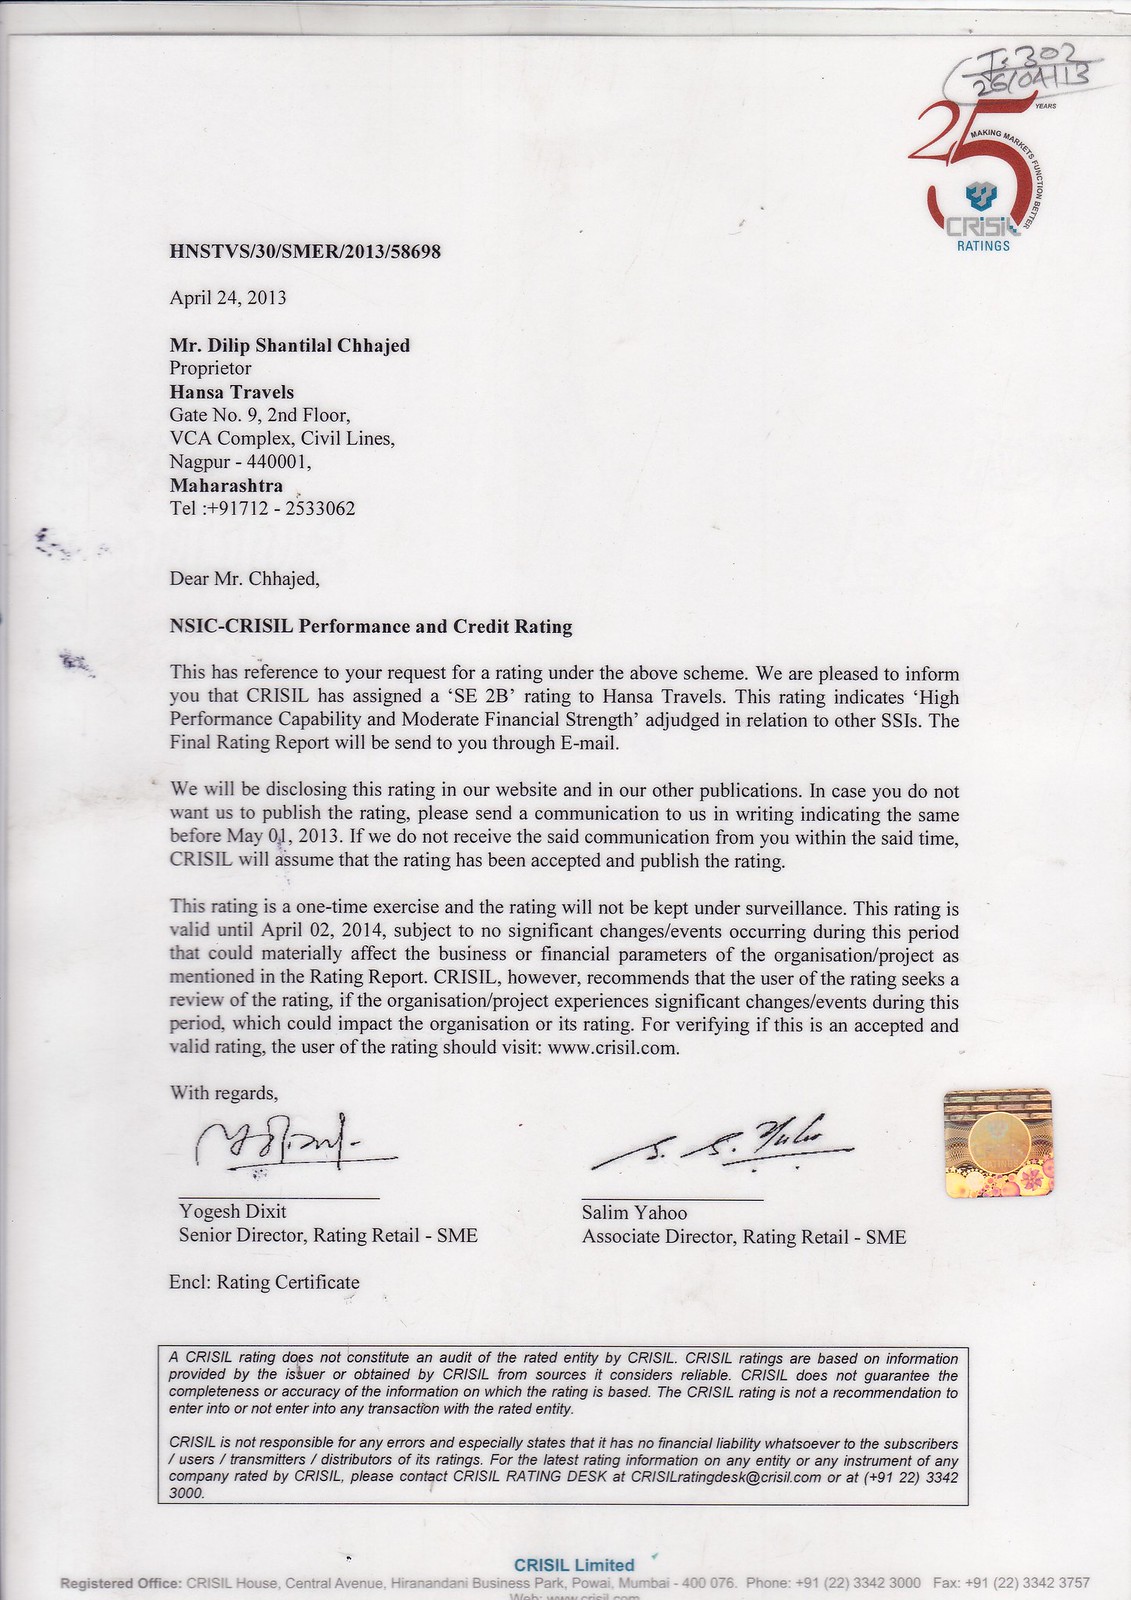 I: 302
26/04/13
25
YEARS
MAKING MARKETS FUNCTION BETTER
CRISIL
RATINGS
HNSTVS/30/SMER/2013/58698
April 24, 2013
Mr. Dilip Shantilal Chhajed
Proprietor
Hansa Travels
Gate No. 9, 2nd Floor,
VCA Complex, Civil Lines,
Nagpur - 440001,
Maharashtra
Tel :+91712 - 2533062
Dear Mr. Chhajed,
NSIC-CRISIL Performance and Credit Rating
This has reference to your request for a rating under the above scheme. We are pleased to inform
you that CRISIL has assigned a ‘SE 2B’ rating to Hansa Travels. This rating indicates ‘High
Performance Capability and Moderate Financial Strength’ adjudged in relation to other SSIs. The
Final Rating Report will be send to you through E-mail.
We will be disclosing this rating in our website and in our other publications. In case you do not
want us to publish the rating, please send a communication to us in writing indicating the same
before May 01, 2013. If we do not receive the said communication from you within the said time,
CRISIL will assume that the rating has been accepted and publish the rating.
This rating is a one-time exercise and the rating will not be kept under surveillance. This rating is
valid until April 02, 2014, subject to no significant changes/events occurring during this period
that could materially affect the business or financial parameters of the organisation/project as
mentioned in the Rating Report. CRISIL, however, recommends that the user of the rating seeks a
review of the rating, if the organisation/project experiences significant changes/events during this
period, which could impact the organisation or its rating. For verifying if this is an accepted and
valid rating, the user of the rating should visit: www.crisil.com.
With regards,
Yogesh Dixit
Senior Director, Rating Retail - SME
Salim Yahoo
Associate Director, Rating Retail - SME
Encl: Rating Certificate
A CRISIL rating does not constitute an audit of the rated entity by CRISIL. CRISIL ratings are based on information
provided by the issuer or obtained by CRISIL from sources it considers reliable. CRISIL does not guarantee the
completeness or accuracy of the information on which the rating is based. The CRISIL rating is not a recommendation to
enter into or not enter into any transaction with the rated entity.
CRISIL is not responsible for any errors and especially states that it has no financial liability whatsoever to the subscribers
/ users / transmitters / distributors of its ratings. For the latest rating information on any entity or any instrument of any
company rated by CRISIL, please contact CRISIL RATING DESK at CRISILratingdesk@crisil.com or at (+91 22) 3342
3000.
CRISIL Limited
Registered Office: CRISIL House, Central Avenue, Hiranandani Business Park, Powai, Mumbai - 400 076. Phone: +91 (22) 3342 3000 Fax: +91 (22) 3342 3757
Web: www.crisil.com